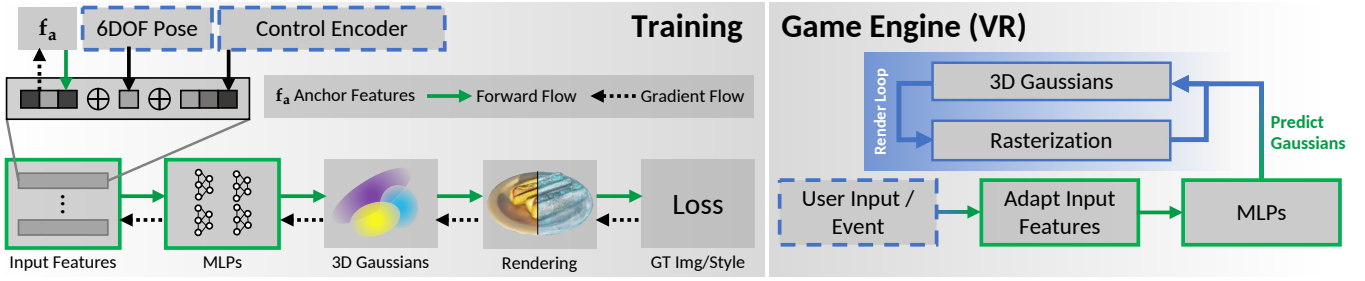 Training
f_a
6DOF Pose
Control Encoder
f_a Anchor Features
Forward Flow
Gradient Flow
Loss
Input Features
MLPs
3D Gaussians
Rendering
GT Img/Style
Game Engine (VR)
Render Loop
3D Gaussians
Rasterization
Predict
Gaussians
User Input /
Event
Adapt Input
Features
MLPs